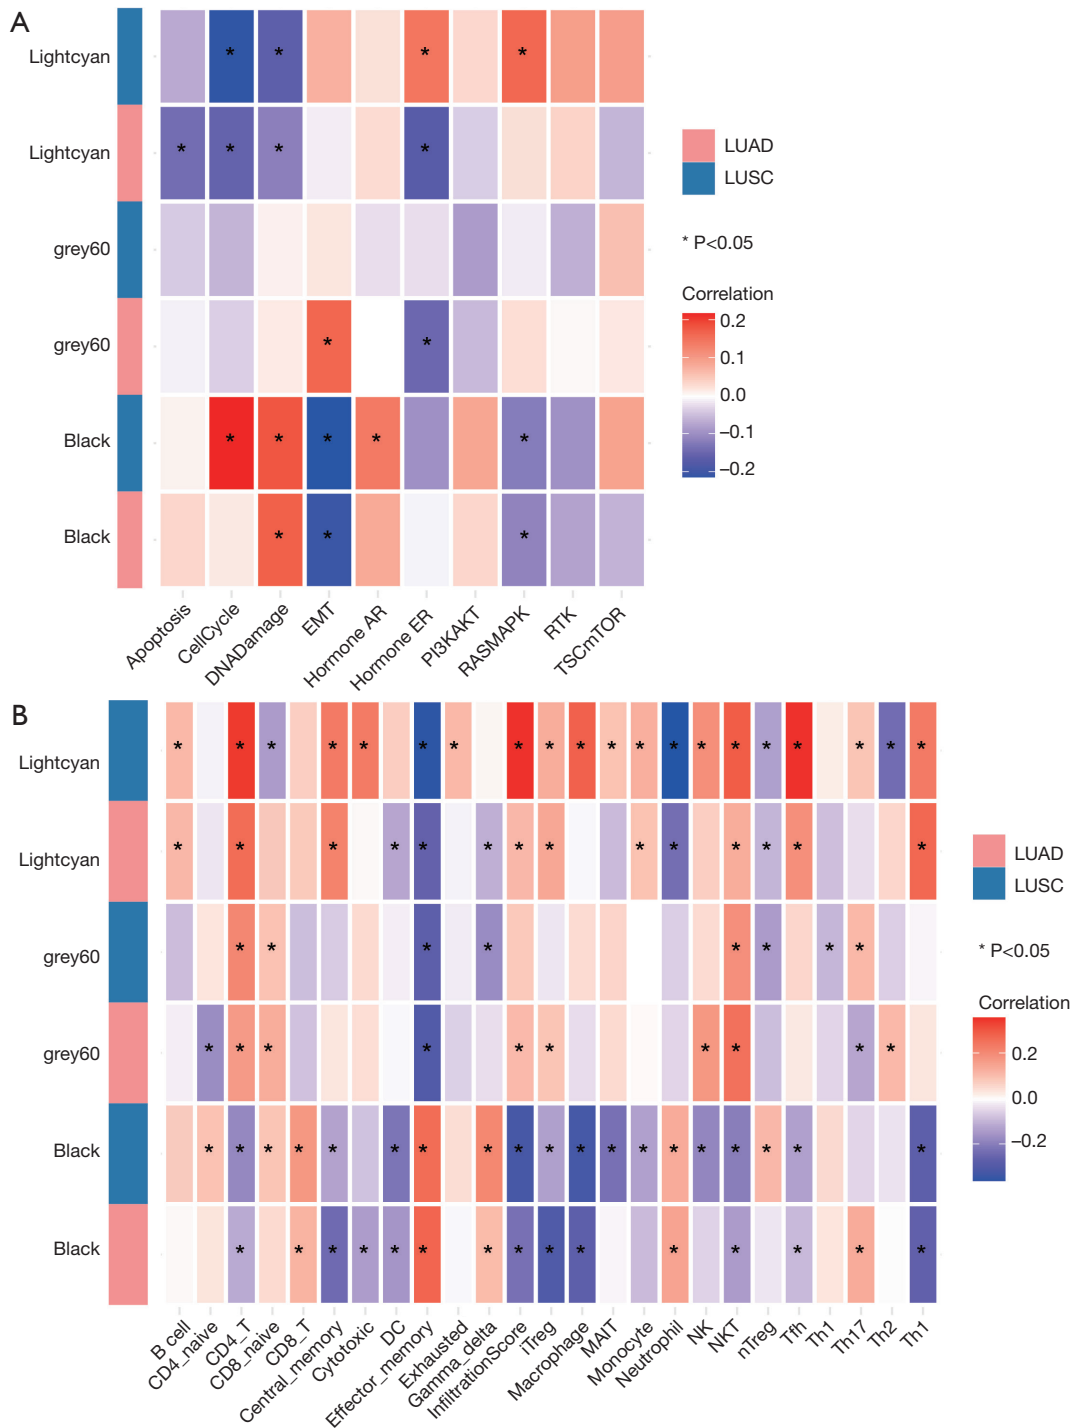 A
Lightcyan
Lightcyan
grey60
grey60
Black
Black
Apoptosis
CellCycle
DNADamage
EMT
Hormone AR
Hormone ER
PI3KAKT
RASMAPK
RTK
TSCmTOR
LUAD
LUSC
* P<0.05
Correlation
0.2
0.1
0.0
−0.1
−0.2
B
Lightcyan
Lightcyan
grey60
grey60
Black
Black
B cell
CD4_naive
CD4_T
CD8_naive
CD8_T
Central_memory
Cytotoxic
DC
Effector_memory
Exhausted
Gamma_delta
InfiltrationScore
iTreg
Macrophage
MAIT
Monocyte
Neutrophil
NK
NKT
nTreg
Tfh
Th1
Th17
Th2
Th1
LUAD
LUSC
* P<0.05
Correlation
0.2
0.0
−0.2